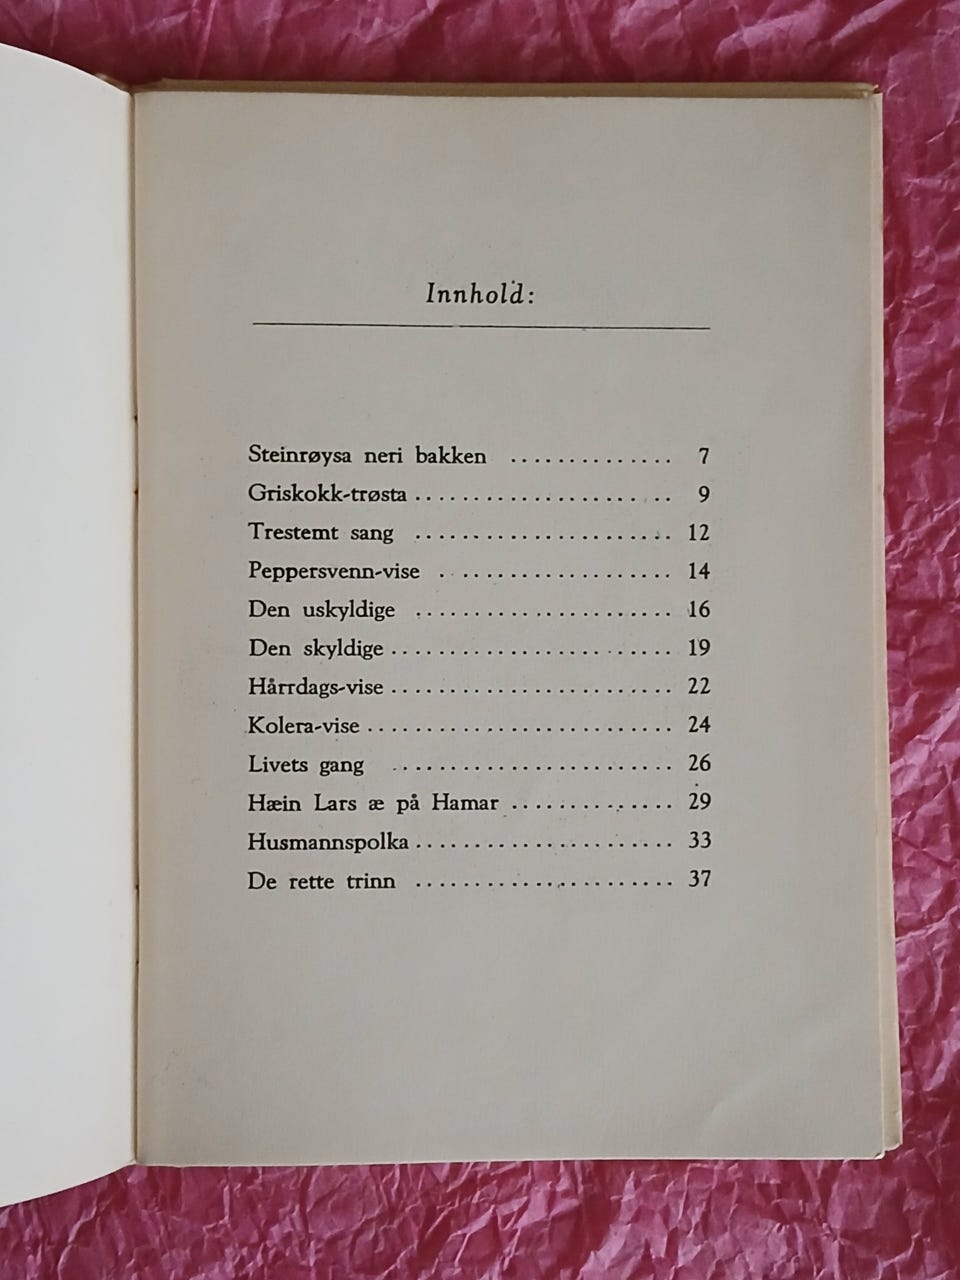 Innhold:
Steinrøysa neri bakken .............. 7
Griskokk-trøsta ...................... 9
Trestemt sang ...................... 12
Peppersvenn-vise .................... 14
Den uskyldige ...................... 16
Den skyldige ........................ 19
Hårrdags-vise ........................ 22
Kolera-vise .......................... 24
Livets gang ........................ 26
Hæin Lars æ på Hamar .............. 29
Husmannspolka ...................... 33
De rette trinn ...................... 37